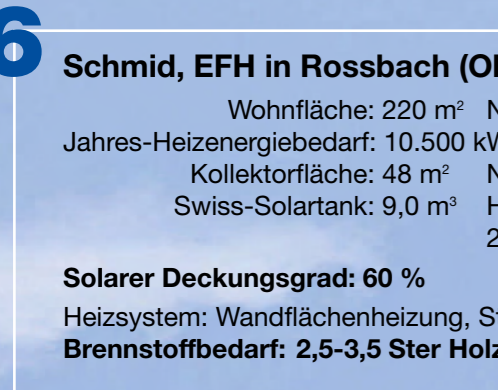 6
Schmid, EFH in Rossbach
Wohnfläche: 220 m²
Jahres-Heizenergiebedarf: 10.500
Kollektorfläche: 48 m²
Swiss-Solartank: 9,0 m³
Solarer Deckungsgrad: 60 %
Heizsystem: Wandflächenheizung,
Brennstoffbedarf: 2,5-3,5 Ster Holz